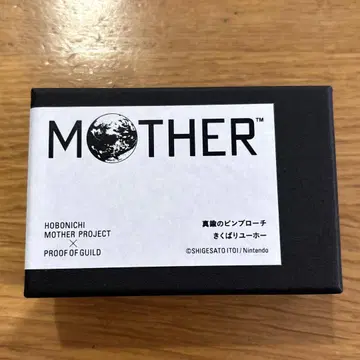 MOTHER™
HOBONICHI
MOTHER PROJECT
×
PROOF OF GUILD
真鍮のピンブローチ
さくばりユーホー
©SHIGESATO ITOI / Nintendo